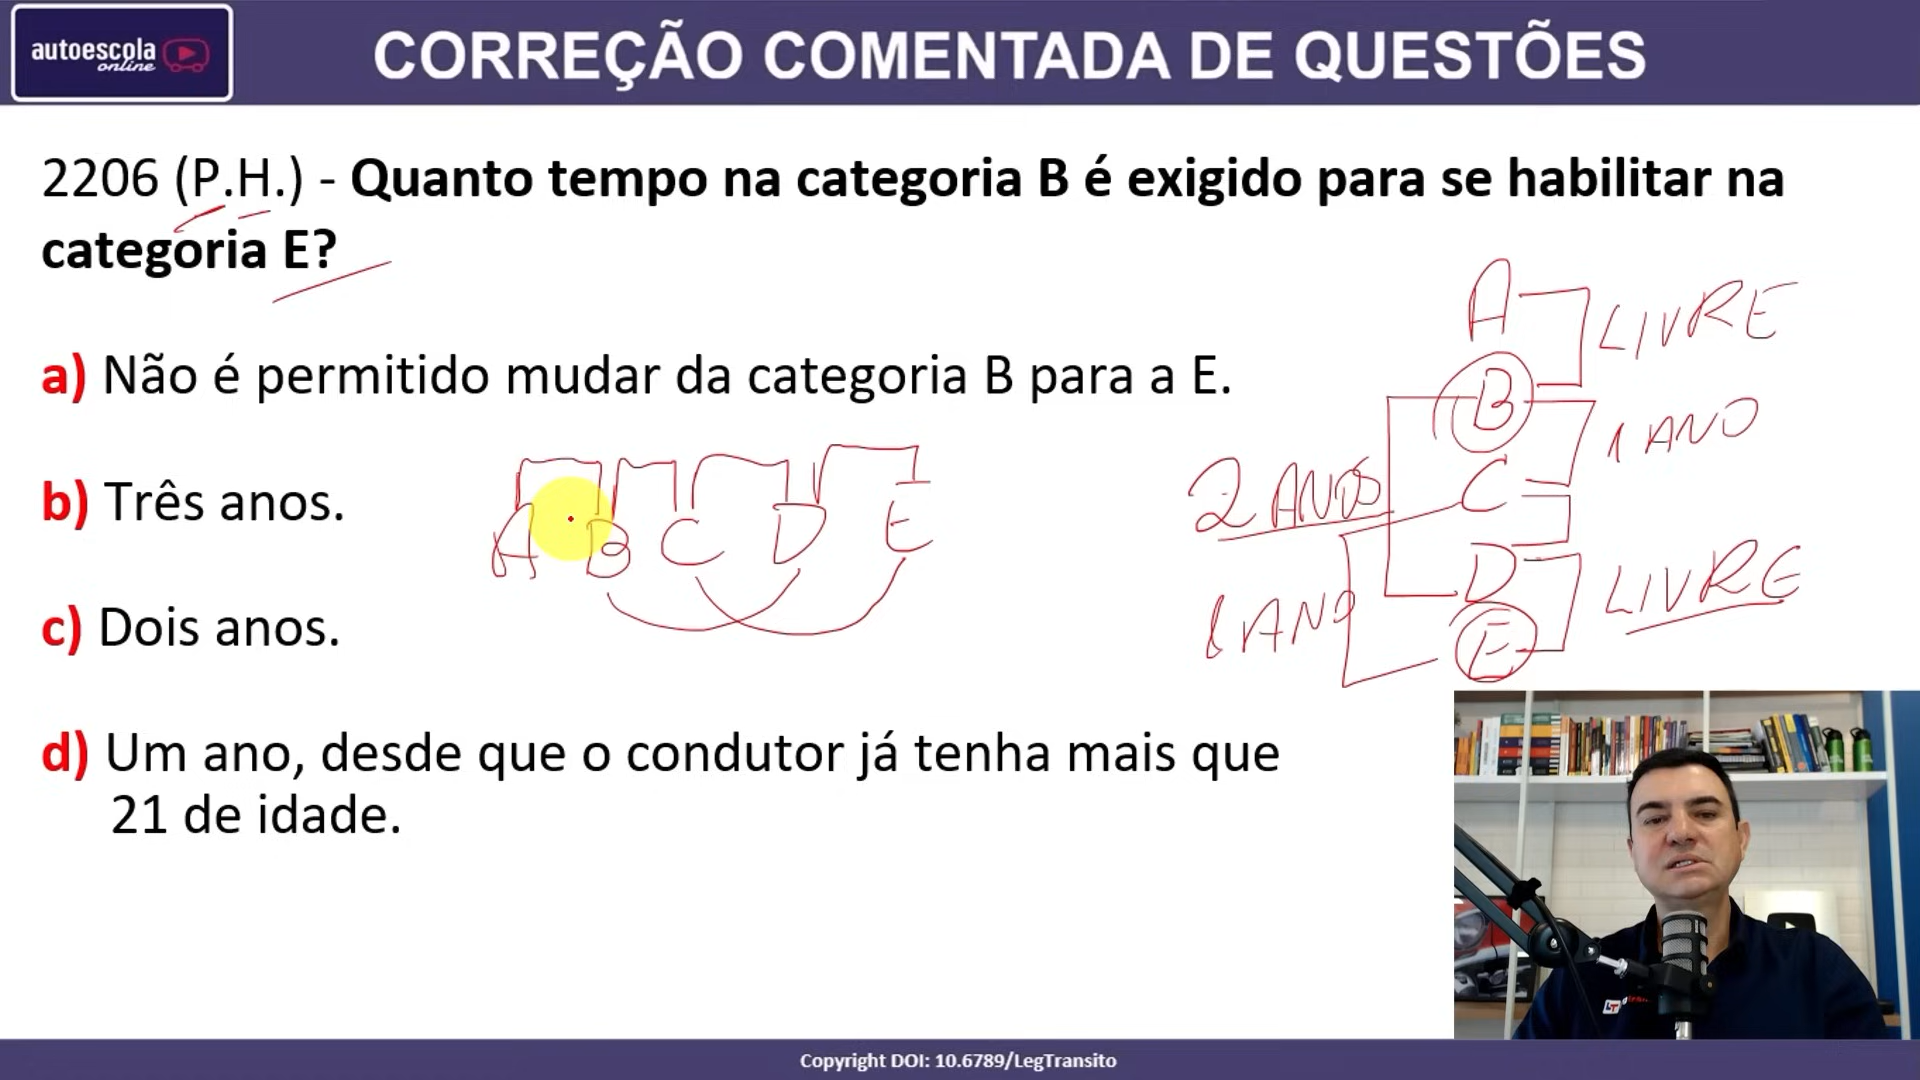 autoescola
online
CORREÇÃO COMENTADA DE QUESTÕES
2206 (P.H.) - Quanto tempo na categoria B é exigido para se habilitar na
categoria E?
a) Não é permitido mudar da categoria B para a E.
b) Três anos.
c) Dois anos.
d) Um ano, desde que o condutor já tenha mais que
21 de idade.
A B C D E
A
LIVRE
B
1 ANO
2 ANOS
C
D
LIVRE
1 ANO
E
LT
Copyright DOI: 10.6789/LegTransito